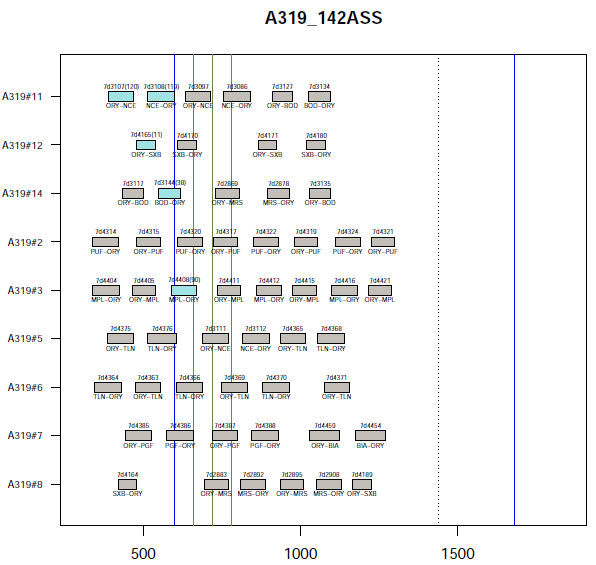 A319_142ASS
7d3107(120) 7d3108(119) 7d3097 7d3086 7d3127 7d3134
A319#11
ORY-NCE NCE-ORY ORY-NCE NCE-ORY ORY-BOD BOD-ORY
7d4165(11) 7d4170 7d4171 7d4180
A319#12
ORY-SXB SXB-ORY ORY-SXB SXB-ORY
7d3117 7d3144(38) 7d2869 7d2878 7d3135
A319#14
ORY-BOD BOD-ORY ORY-MRS MRS-ORY ORY-BOD
7d4314 7d4315 7d4320 7d4317 7d4322 7d4319 7d4324 7d4321
A319#2
PUF-ORY ORY-PUF PUF-ORY ORY-PUF PUF-ORY ORY-PUF PUF-ORY ORY-PUF
7d4404 7d4405 7d4408(90) 7d4411 7d4412 7d4415 7d4416 7d4421
A319#3
MPL-ORY ORY-MPL MPL-ORY ORY-MPL MPL-ORY ORY-MPL MPL-ORY ORY-MPL
7d4375 7d4376 7d3111 7d3112 7d4365 7d4368
A319#5
ORY-TLN TLN-ORY ORY-NCE NCE-ORY ORY-TLN TLN-ORY
7d4364 7d4363 7d4366 7d4369 7d4370 7d4371
A319#6
TLN-ORY ORY-TLN TLN-ORY ORY-TLN TLN-ORY ORY-TLN
7d4385 7d4386 7d4387 7d4388 7d4459 7d4454
A319#7
ORY-PGF PGF-ORY ORY-PGF PGF-ORY ORY-BIA BIA-ORY
7d4164 7d2883 7d2892 7d2895 7d2908 7d4189
A319#8
SXB-ORY ORY-MRS MRS-ORY ORY-MRS MRS-ORY ORY-SXB
500 1000 1500